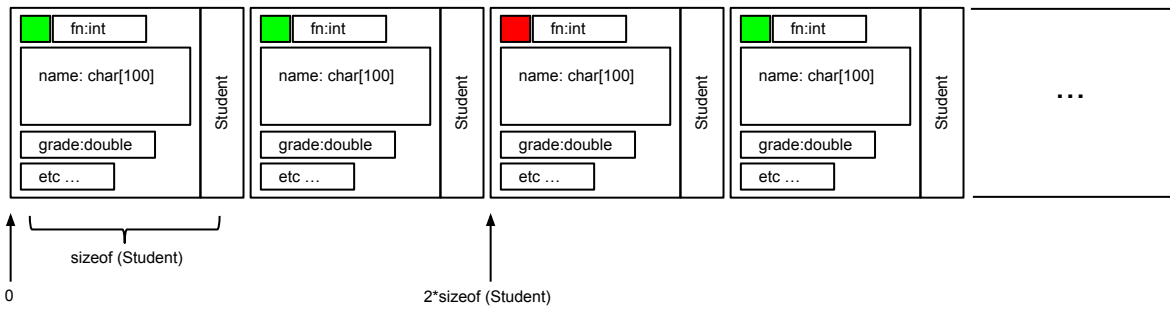 fn:int
name: char[100]
grade:double
etc …
Student
fn:int
name: char[100]
grade:double
etc …
Student
fn:int
name: char[100]
grade:double
etc …
Student
fn:int
name: char[100]
grade:double
etc …
Student
...
sizeof (Student)
0
2*sizeof (Student)